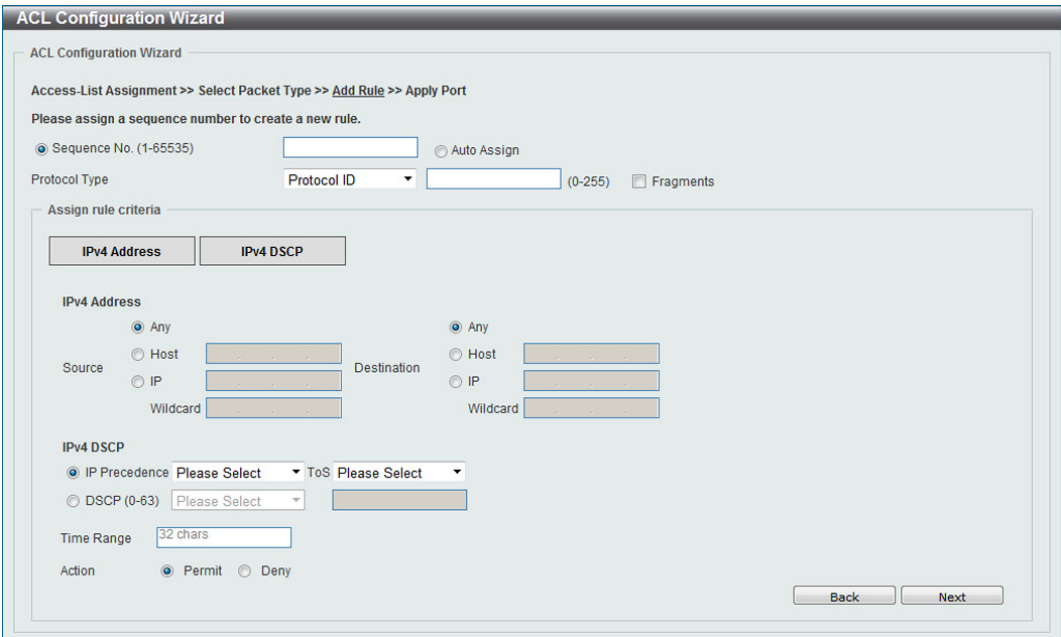 ACL Configuration Wizard
ACL Configuration Wizard
Access-List Assignment >> Select Packet Type >> Add Rule >> Apply Port
Please assign a sequence number to create a new rule.
Sequence No. (1-65535) Auto Assign
Protocol Type Protocol ID (0-255) Fragments
Assign rule criteria
IPv4 Address IPv4 DSCP
IPv4 Address
Any Any
Source Host Destination Host
IP IP
Wildcard Wildcard
IPv4 DSCP
IP Precedence Please Select ToS Please Select
DSCP (0-63) Please Select
Time Range 32 chars
Action Permit Deny
Back Next